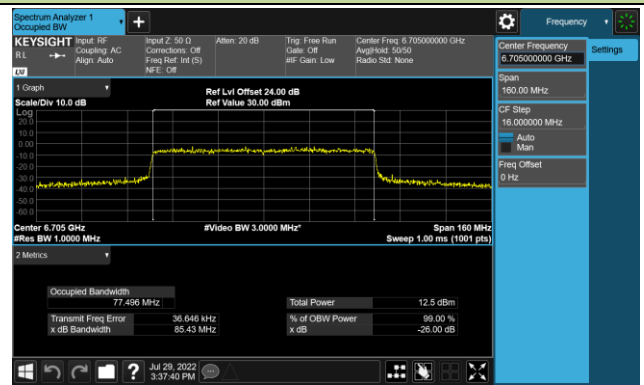 Spectrum Analyzer 1
Occupied BW
+
Frequency
KEYSIGHT
Input: RF
Input Z: 50 Ω
Atten: 20 dB
Trig: Free Run
Center Freq: 6.705000000 GHz
R L
Coupling: AC
Corrections: Off
Gate: Off
Avg|Hold: 50/50
Align: Auto
Freq Ref: Int (S)
#IF Gain: Low
Radio Std: None
LXI
NFE: Off
Center Frequency
6.705000000 GHz
Settings
Span
160.00 MHz
CF Step
16.000000 MHz
Auto
Man
Freq Offset
0 Hz
1 Graph
Ref Lvl Offset 24.00 dB
Scale/Div 10.0 dB
Ref Value 30.00 dBm
Log
20.0
10.0
0.00
-10.0
-20.0
-30.0
-40.0
-50.0
-60.0
Center 6.705 GHz
#Video BW 3.0000 MHz*
Span 160 MHz
#Res BW 1.0000 MHz
Sweep 1.00 ms (1001 pts)
2 Metrics
Occupied Bandwidth
77.496 MHz
Total Power
12.5 dBm
Transmit Freq Error
36.646 kHz
% of OBW Power
99.00 %
x dB Bandwidth
85.43 MHz
x dB
-26.00 dB
?
Jul 29, 2022
3:37:40 PM